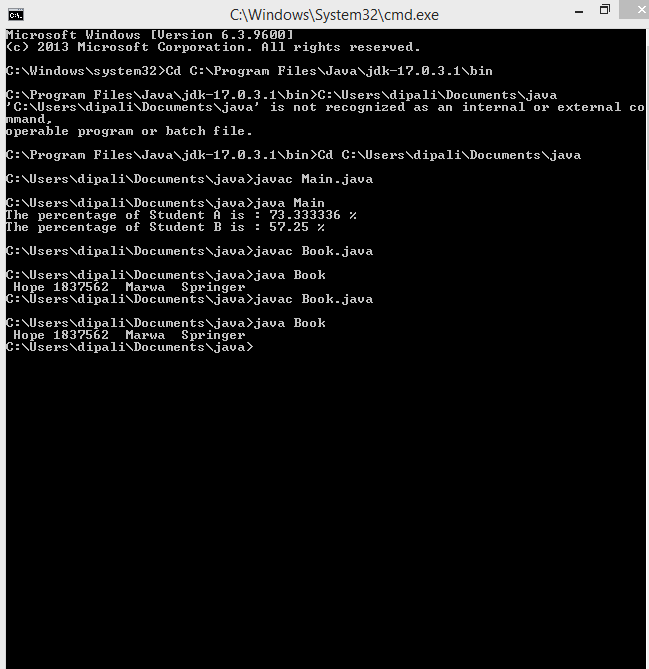 C:\Windows\System32\cmd.exe
Microsoft Windows [Version 6.3.9600]
(c) 2013 Microsoft Corporation. All rights reserved.
C:\Windows\system32>Cd C:\Program Files\Java\jdk-17.0.3.1\bin
C:\Program Files\Java\jdk-17.0.3.1\bin>C:\Users\dipali\Documents\java
'C:\Users\dipali\Documents\java' is not recognized as an internal or external co
mmand,
operable program or batch file.
C:\Program Files\Java\jdk-17.0.3.1\bin>Cd C:\Users\dipali\Documents\java
C:\Users\dipali\Documents\java>javac Main.java
C:\Users\dipali\Documents\java>java Main
The percentage of Student A is : 73.333336 %
The percentage of Student B is : 57.25 %
C:\Users\dipali\Documents\java>javac Book.java
C:\Users\dipali\Documents\java>java Book
 Hope 1837562  Marwa  Springer
C:\Users\dipali\Documents\java>javac Book.java
C:\Users\dipali\Documents\java>java Book
 Hope 1837562  Marwa  Springer
C:\Users\dipali\Documents\java>